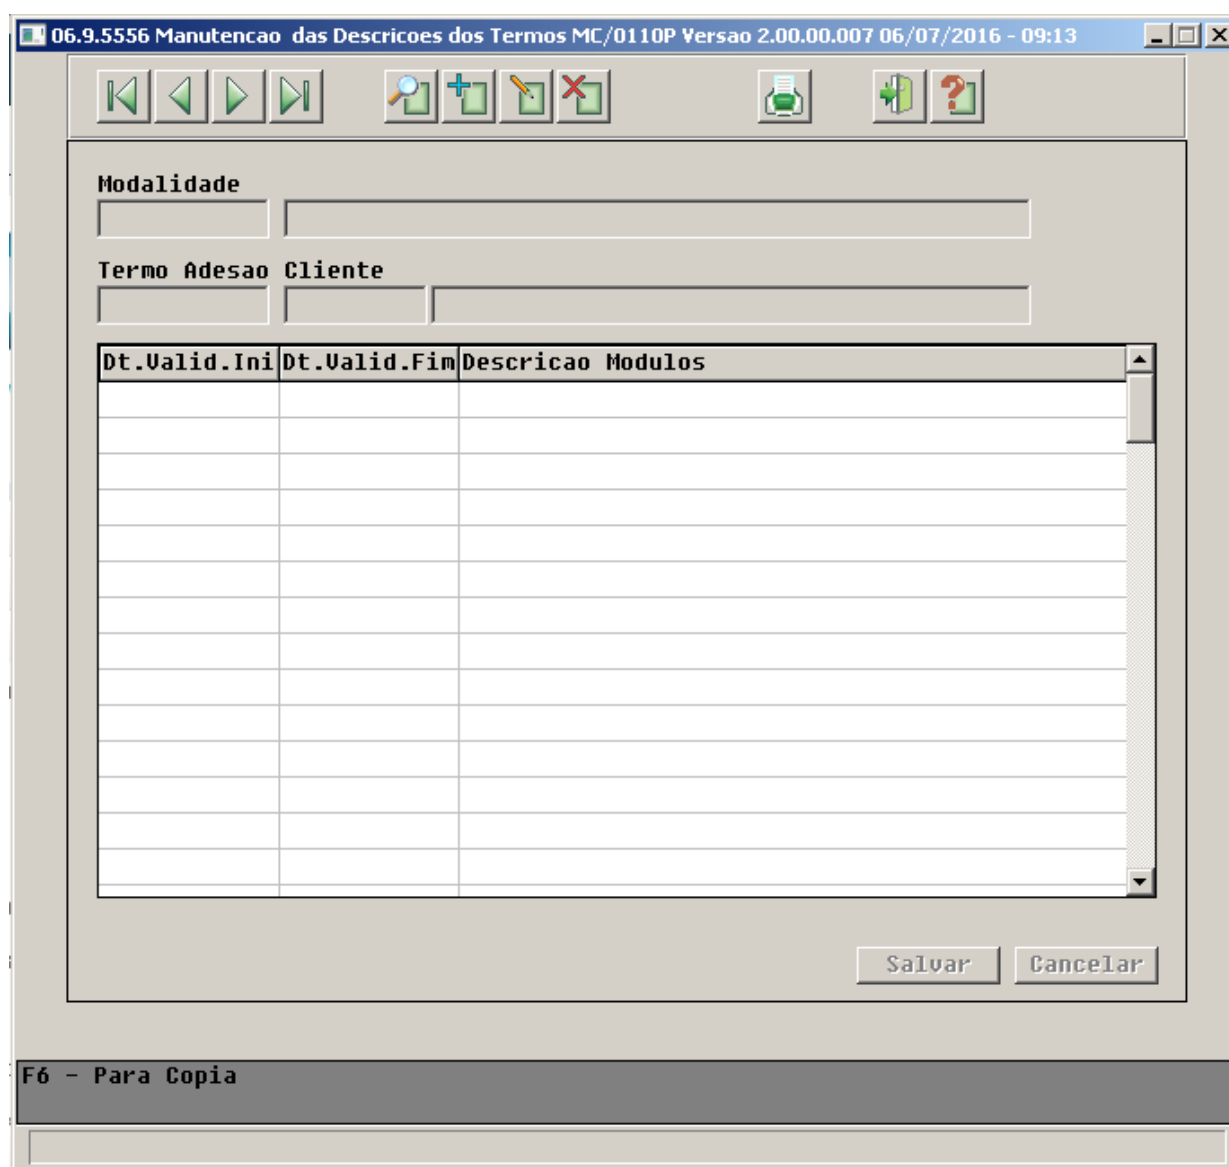 06.9.5556 Manutencao das Descricoes dos Termos MC/0110P Versao 2.00.00.007 06/07/2016 - 09:13
Modalidade
Termo Adesao Cliente
Dt.Valid.Ini Dt.Valid.Fim Descricao Modulos
Salvar Cancelar
F6 - Para Copia